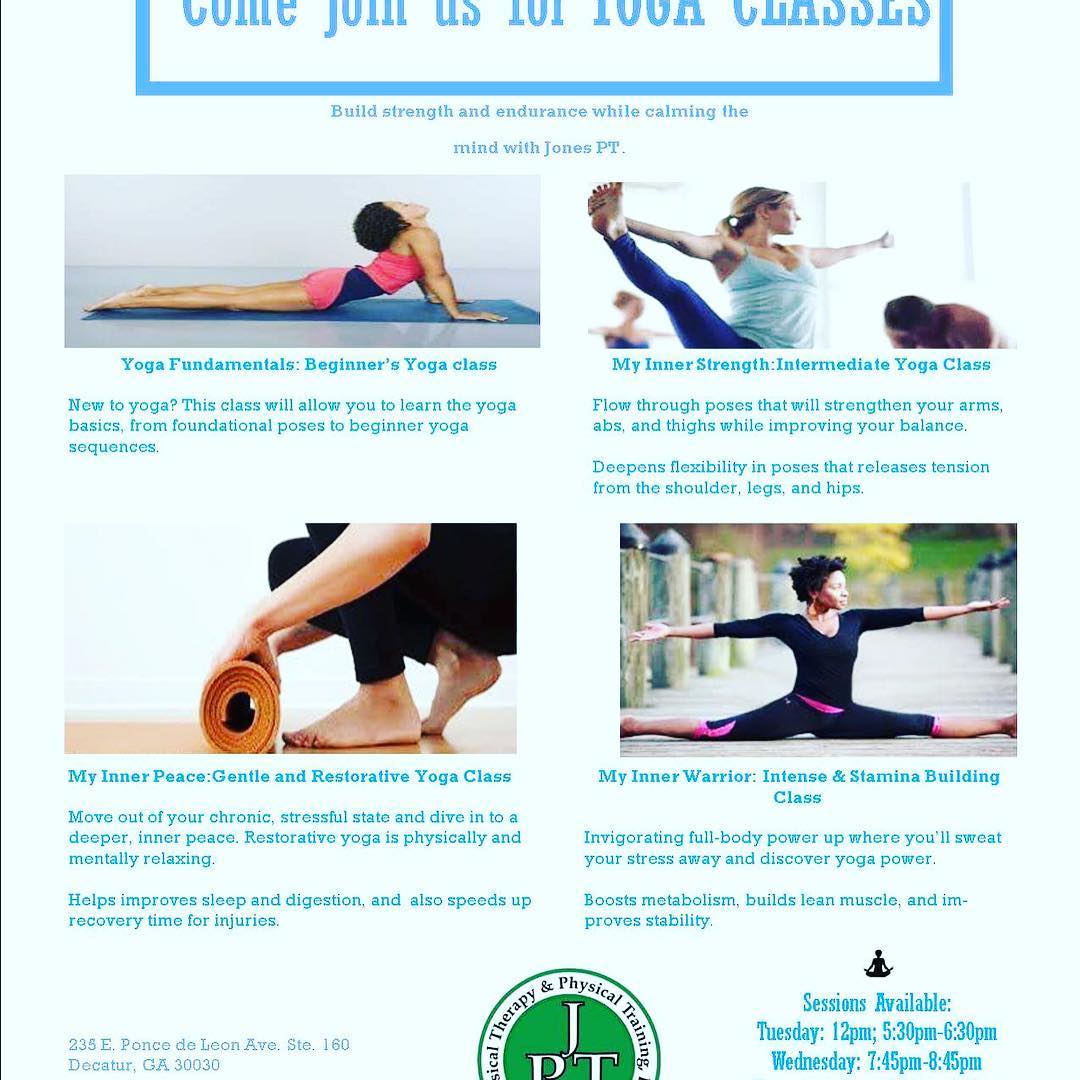 Come join us for YOGA CLASSES
Build strength and endurance while calming the
mind with Jones PT.
Yoga Fundamentals: Beginner's Yoga class
New to yoga? This class will allow you to learn the yoga
basics, from foundational poses to beginner yoga
sequences.
My Inner Strength:Intermediate Yoga Class
Flow through poses that will strengthen your arms,
abs, and thighs while improving your balance.
Deepens flexibility in poses that releases tension
from the shoulder, legs, and hips.
My Inner Peace:Gentle and Restorative Yoga Class
Move out of your chronic, stressful state and dive in to a
deeper, inner peace. Restorative yoga is physically and
mentally relaxing.
Helps improves sleep and digestion, and  also speeds up
recovery time for injuries.
My Inner Warrior: Intense & Stamina Building
Class
Invigorating full-body power up where you'll sweat
your stress away and discover yoga power.
Boosts metabolism, builds lean muscle, and im-
proves stability.
235 E. Ponce de Leon Ave. Ste. 160
Decatur, GA 30030
Therapy & Physical Training
J
PT
Sessions Available:
Tuesday: 12pm; 5:30pm-6:30pm
Wednesday: 7:45pm-8:45pm